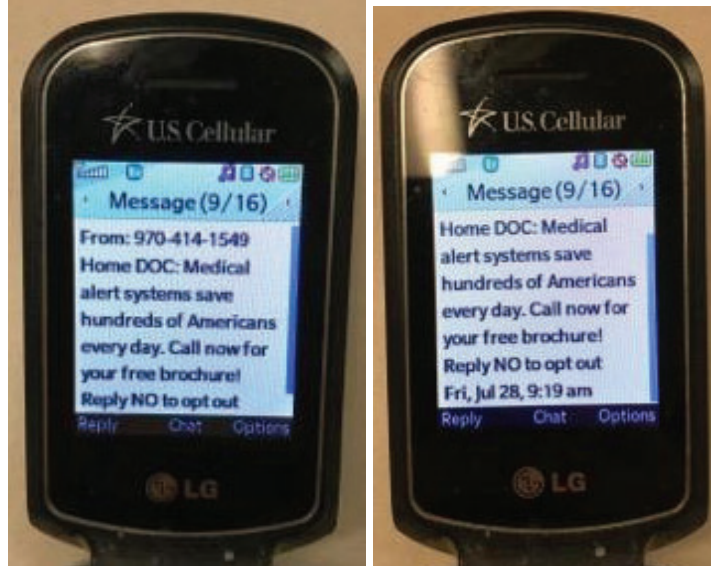 U.S. Cellular
Message (9/16)
From: 970-414-1549
Home DOC: Medical
alert systems save
hundreds of Americans
every day. Call now for
your free brochure!
Reply NO to opt out
Reply Chat Options
LG
U.S. Cellular
Message (9/16)
Home DOC: Medical
alert systems save
hundreds of Americans
every day. Call now for
your free brochure!
Reply NO to opt out
Fri, Jul 28, 9:19 am
Reply Chat Options
LG